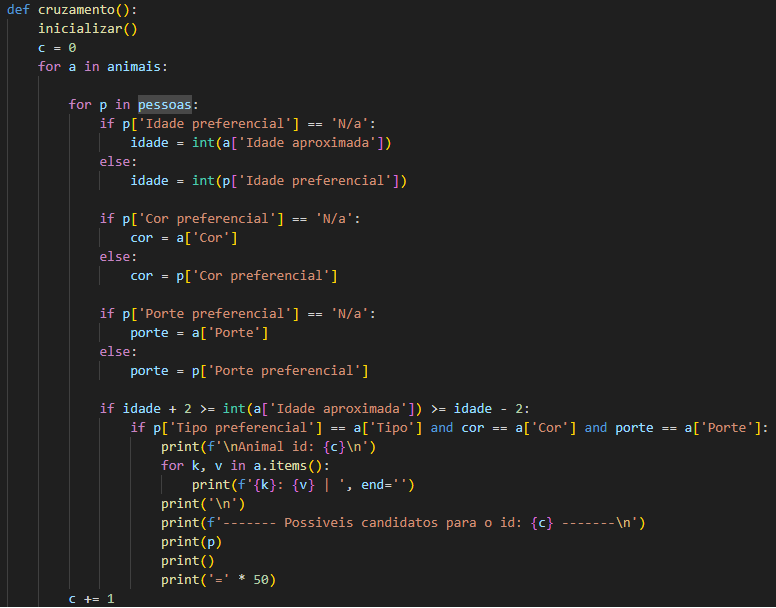 def cruzamento():
    inicializar()
    c = 0
    for a in animais:
        for p in pessoas:
            if p['Idade preferencial'] == 'N/a':
                idade = int(a['Idade aproximada'])
            else:
                idade = int(p['Idade preferencial'])
            if p['Cor preferencial'] == 'N/a':
                cor = a['Cor']
            else:
                cor = p['Cor preferencial']
            if p['Porte preferencial'] == 'N/a':
                porte = a['Porte']
            else:
                porte = p['Porte preferencial']
            if idade + 2 >= int(a['Idade aproximada']) >= idade - 2:
                if p['Tipo preferencial'] == a['Tipo'] and cor == a['Cor'] and porte == a['Porte']:
                    print(f'\nAnimal id: {c}\n')
                    for k, v in a.items():
                        print(f'{k}: {v} | ', end='')
                    print('\n')
                    print(f'------- Possiveis candidatos para o id: {c} -------\n')
                    print(p)
                    print()
                    print('=' * 50)
        c += 1